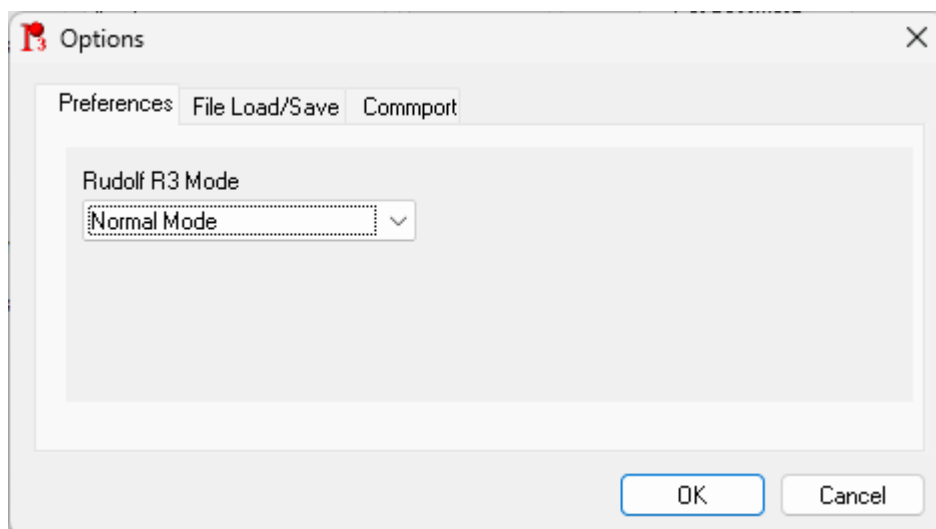 Options
Preferences File Load/Save Commport
Rudolf R3 Mode
Normal Mode
OK Cancel